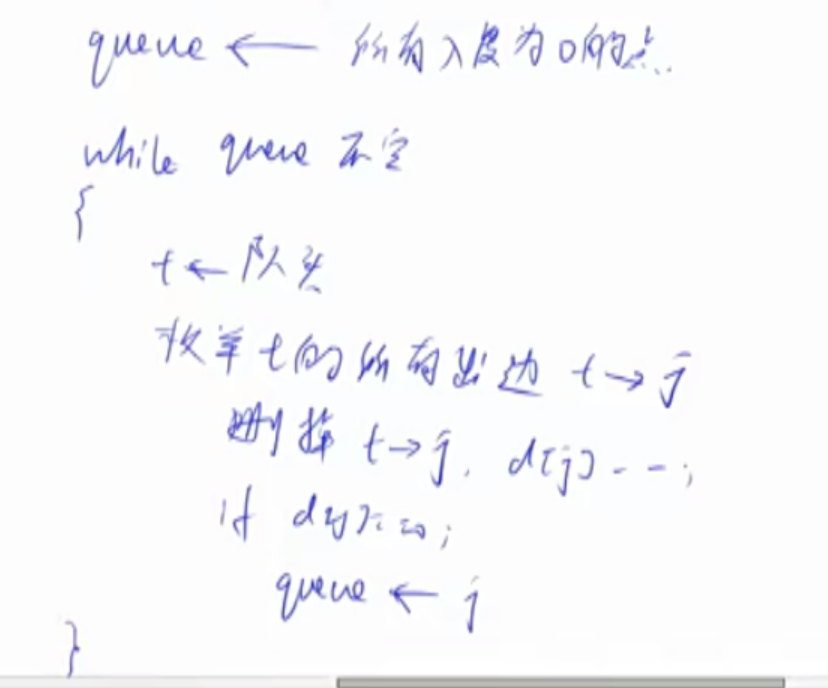 queue ← 所有入度为0的点
while queue 不空
{
t ← 队头
枚举t的所有出边 t→j
删掉 t→j, d[j]--;
if d[j]==0;
queue ← j
}